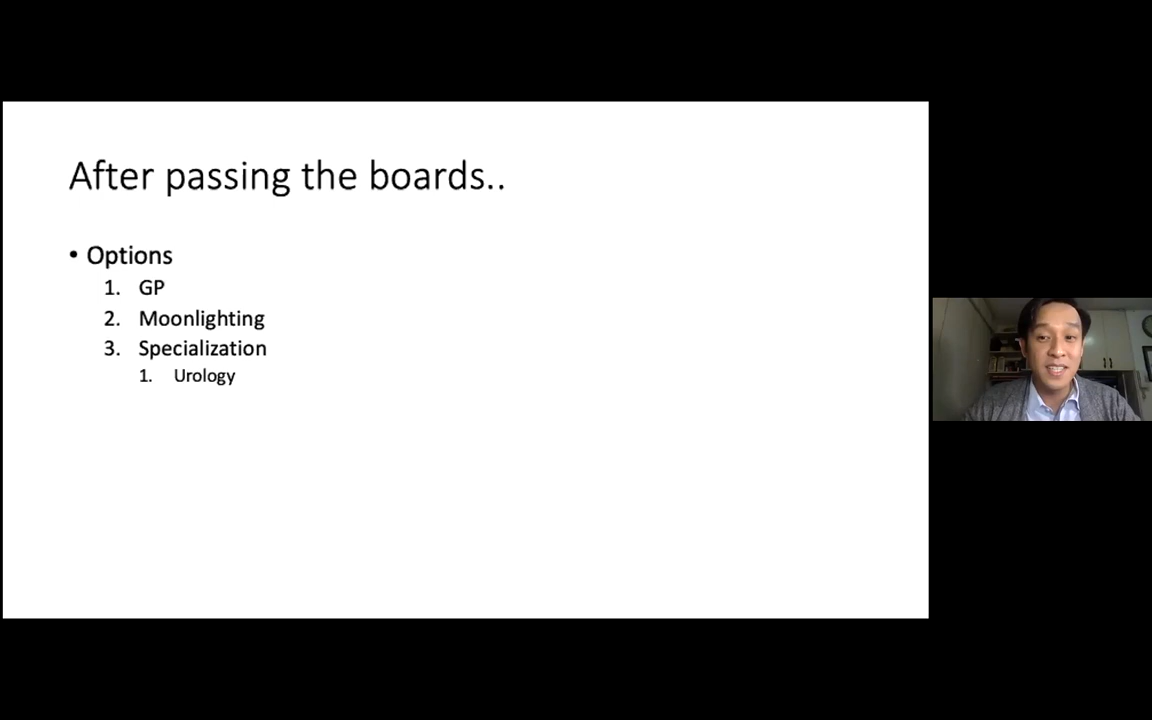 After passing the boards..
• Options
1. GP
2. Moonlighting
3. Specialization
1. Urology